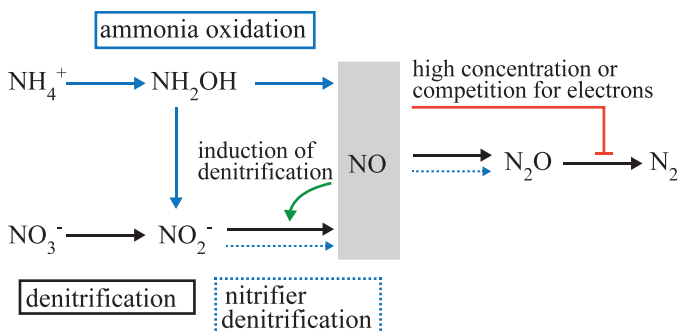 ammonia oxidation
NH₄⁺ NH₂OH
high concentration or
competition for electrons
induction of
denitrification
NO
N₂O N₂
NO₃⁻ NO₂⁻
denitrification
nitrifier
denitrification